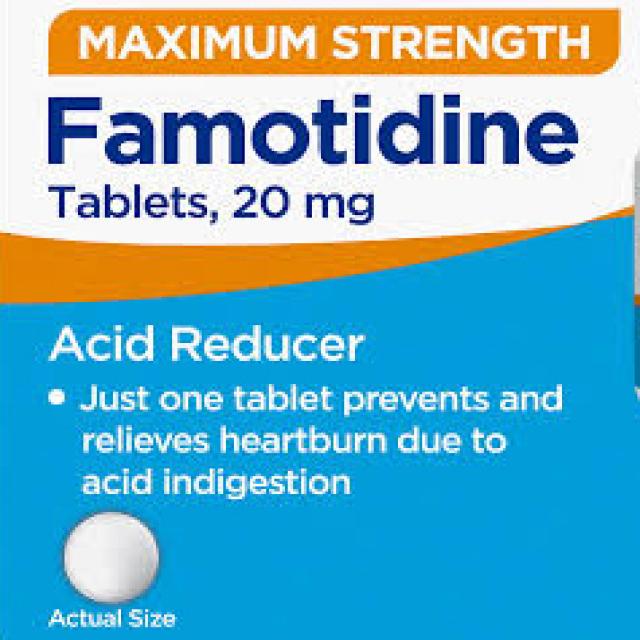 MAXIMUM STRENGTH
Famotidine
Tablets, 20 mg
Acid Reducer
• Just one tablet prevents and
relieves heartburn due to
acid indigestion
Actual Size